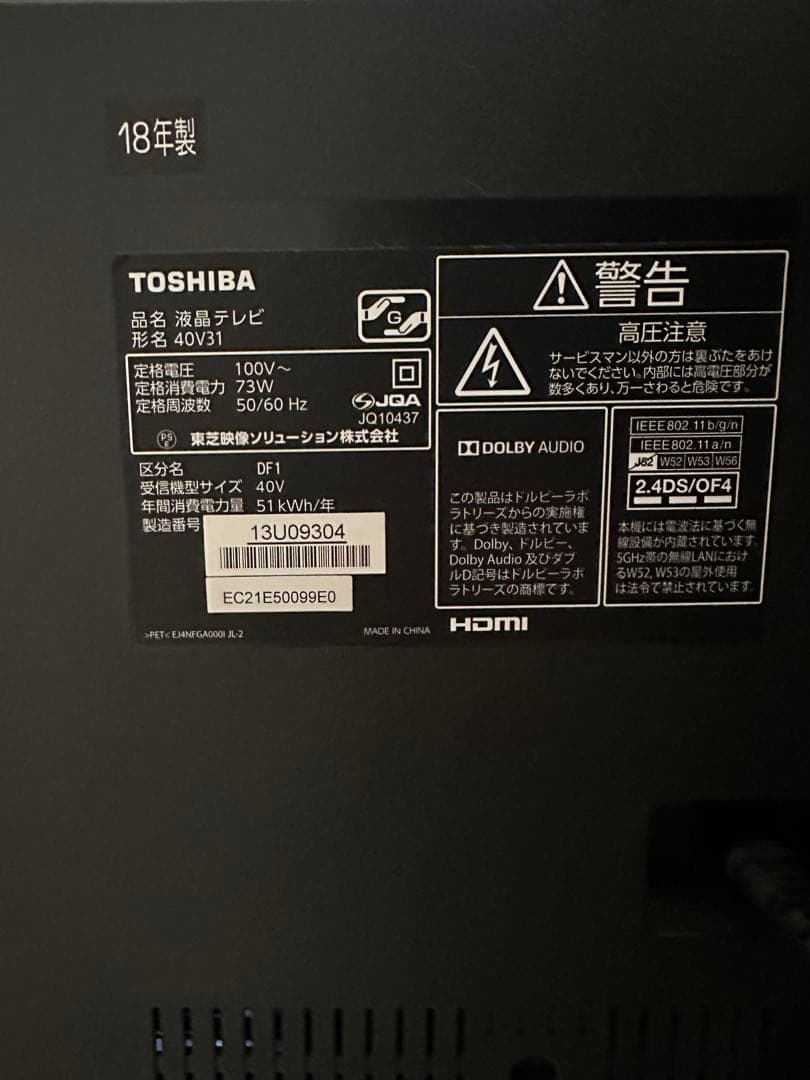 18年製
TOSHIBA
品名 液晶テレビ
形名 40V31
G
定格電圧 100V～
定格消費電力 73W
定格周波数 50/60 Hz
JQA
JQ10437
PS
E
東芝映像ソリューション株式会社
区分名 DF1
受信機型サイズ 40V
年間消費電力量 51kWh/年
製造番号
13U09304
EC21E50099E0
>PET< EJ4NFGA000I JL-2
MADE IN CHINA
警告
高圧注意
サービスマン以外の方は裏ぶたをあけ
ないでください。内部には高電圧部分が
数多くあり、万一さわると危険です。
DOLBY AUDIO
この製品はドルビーラボ
ラトリーズからの実施権
に基づき製造されていま
す。Dolby、ドルビー、
Dolby Audio 及びダブ
ルD記号はドルビーラボ
ラトリーズの商標です。
HDMI
IEEE802.11b/g/n
IEEE802.11a/n
J52 W52 W53 W56
2.4DS/OF4
本機には電波法に基づく無
線設備が内蔵されています。
5GHz帯の無線LANにおけ
るW52, W53の屋外使用
は法令で禁止されています。